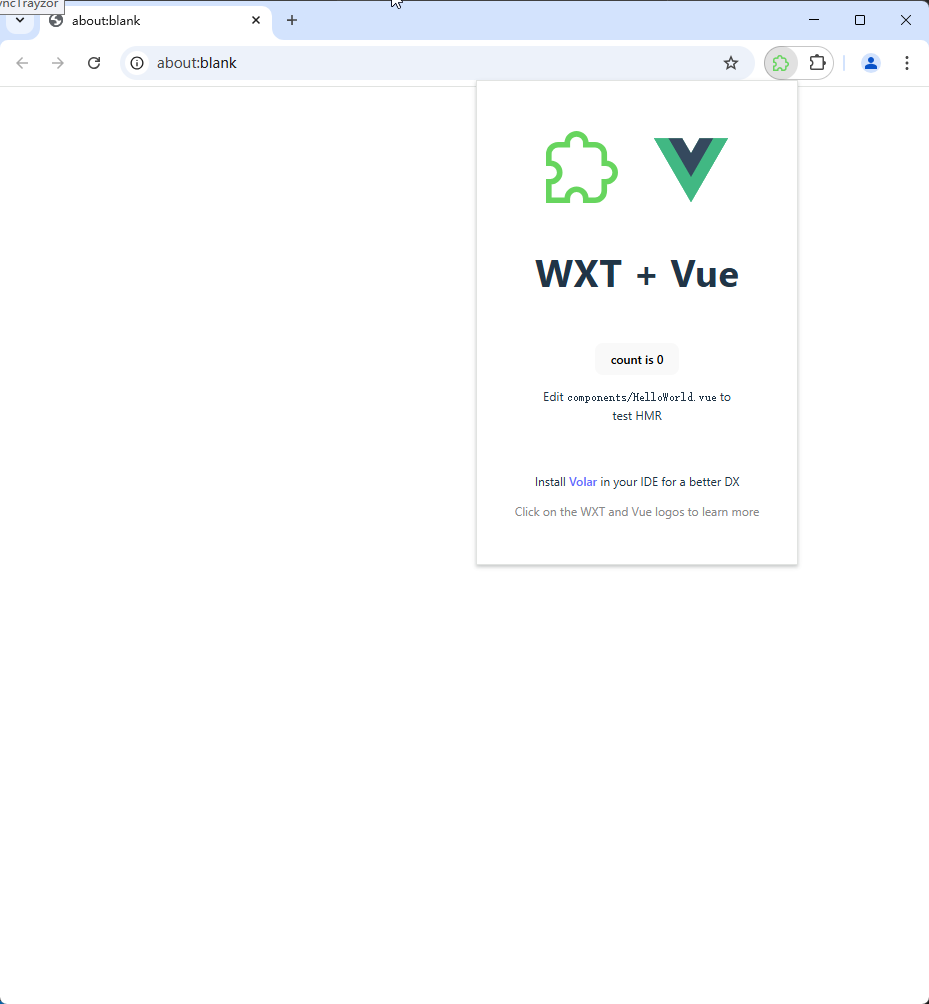 about:blank
about:blank
WXT + Vue
count is 0
Edit components/HelloWorld.vue to
test HMR
Install Volar in your IDE for a better DX
Click on the WXT and Vue logos to learn more